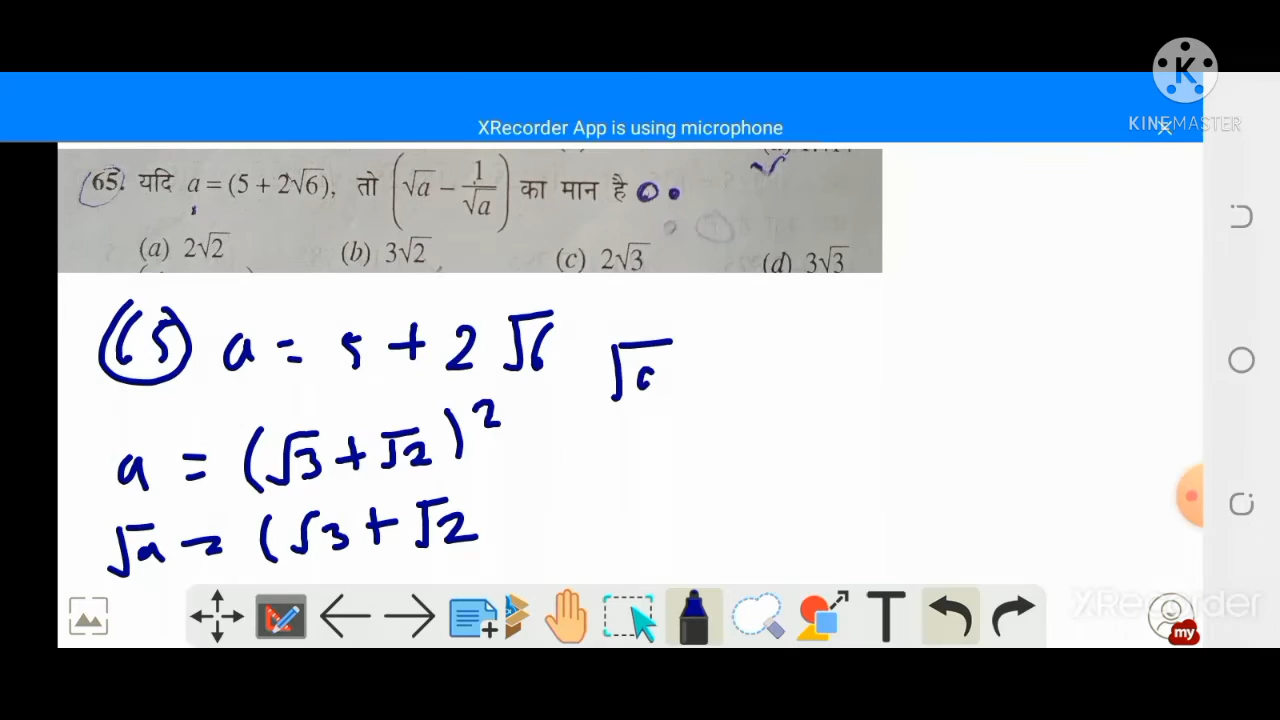 KINEMASTER
XRecorder App is using microphone
65. यदि a = (5 + 2√6), तो (√a − 1/√a) का मान है
(a) 2√2 (b) 3√2 (c) 2√3 (d) 3√3
(65) a = 5 + 2√6 √6
a = (√3 + √2)²
√a = (√3 + √2
XRecorder
my